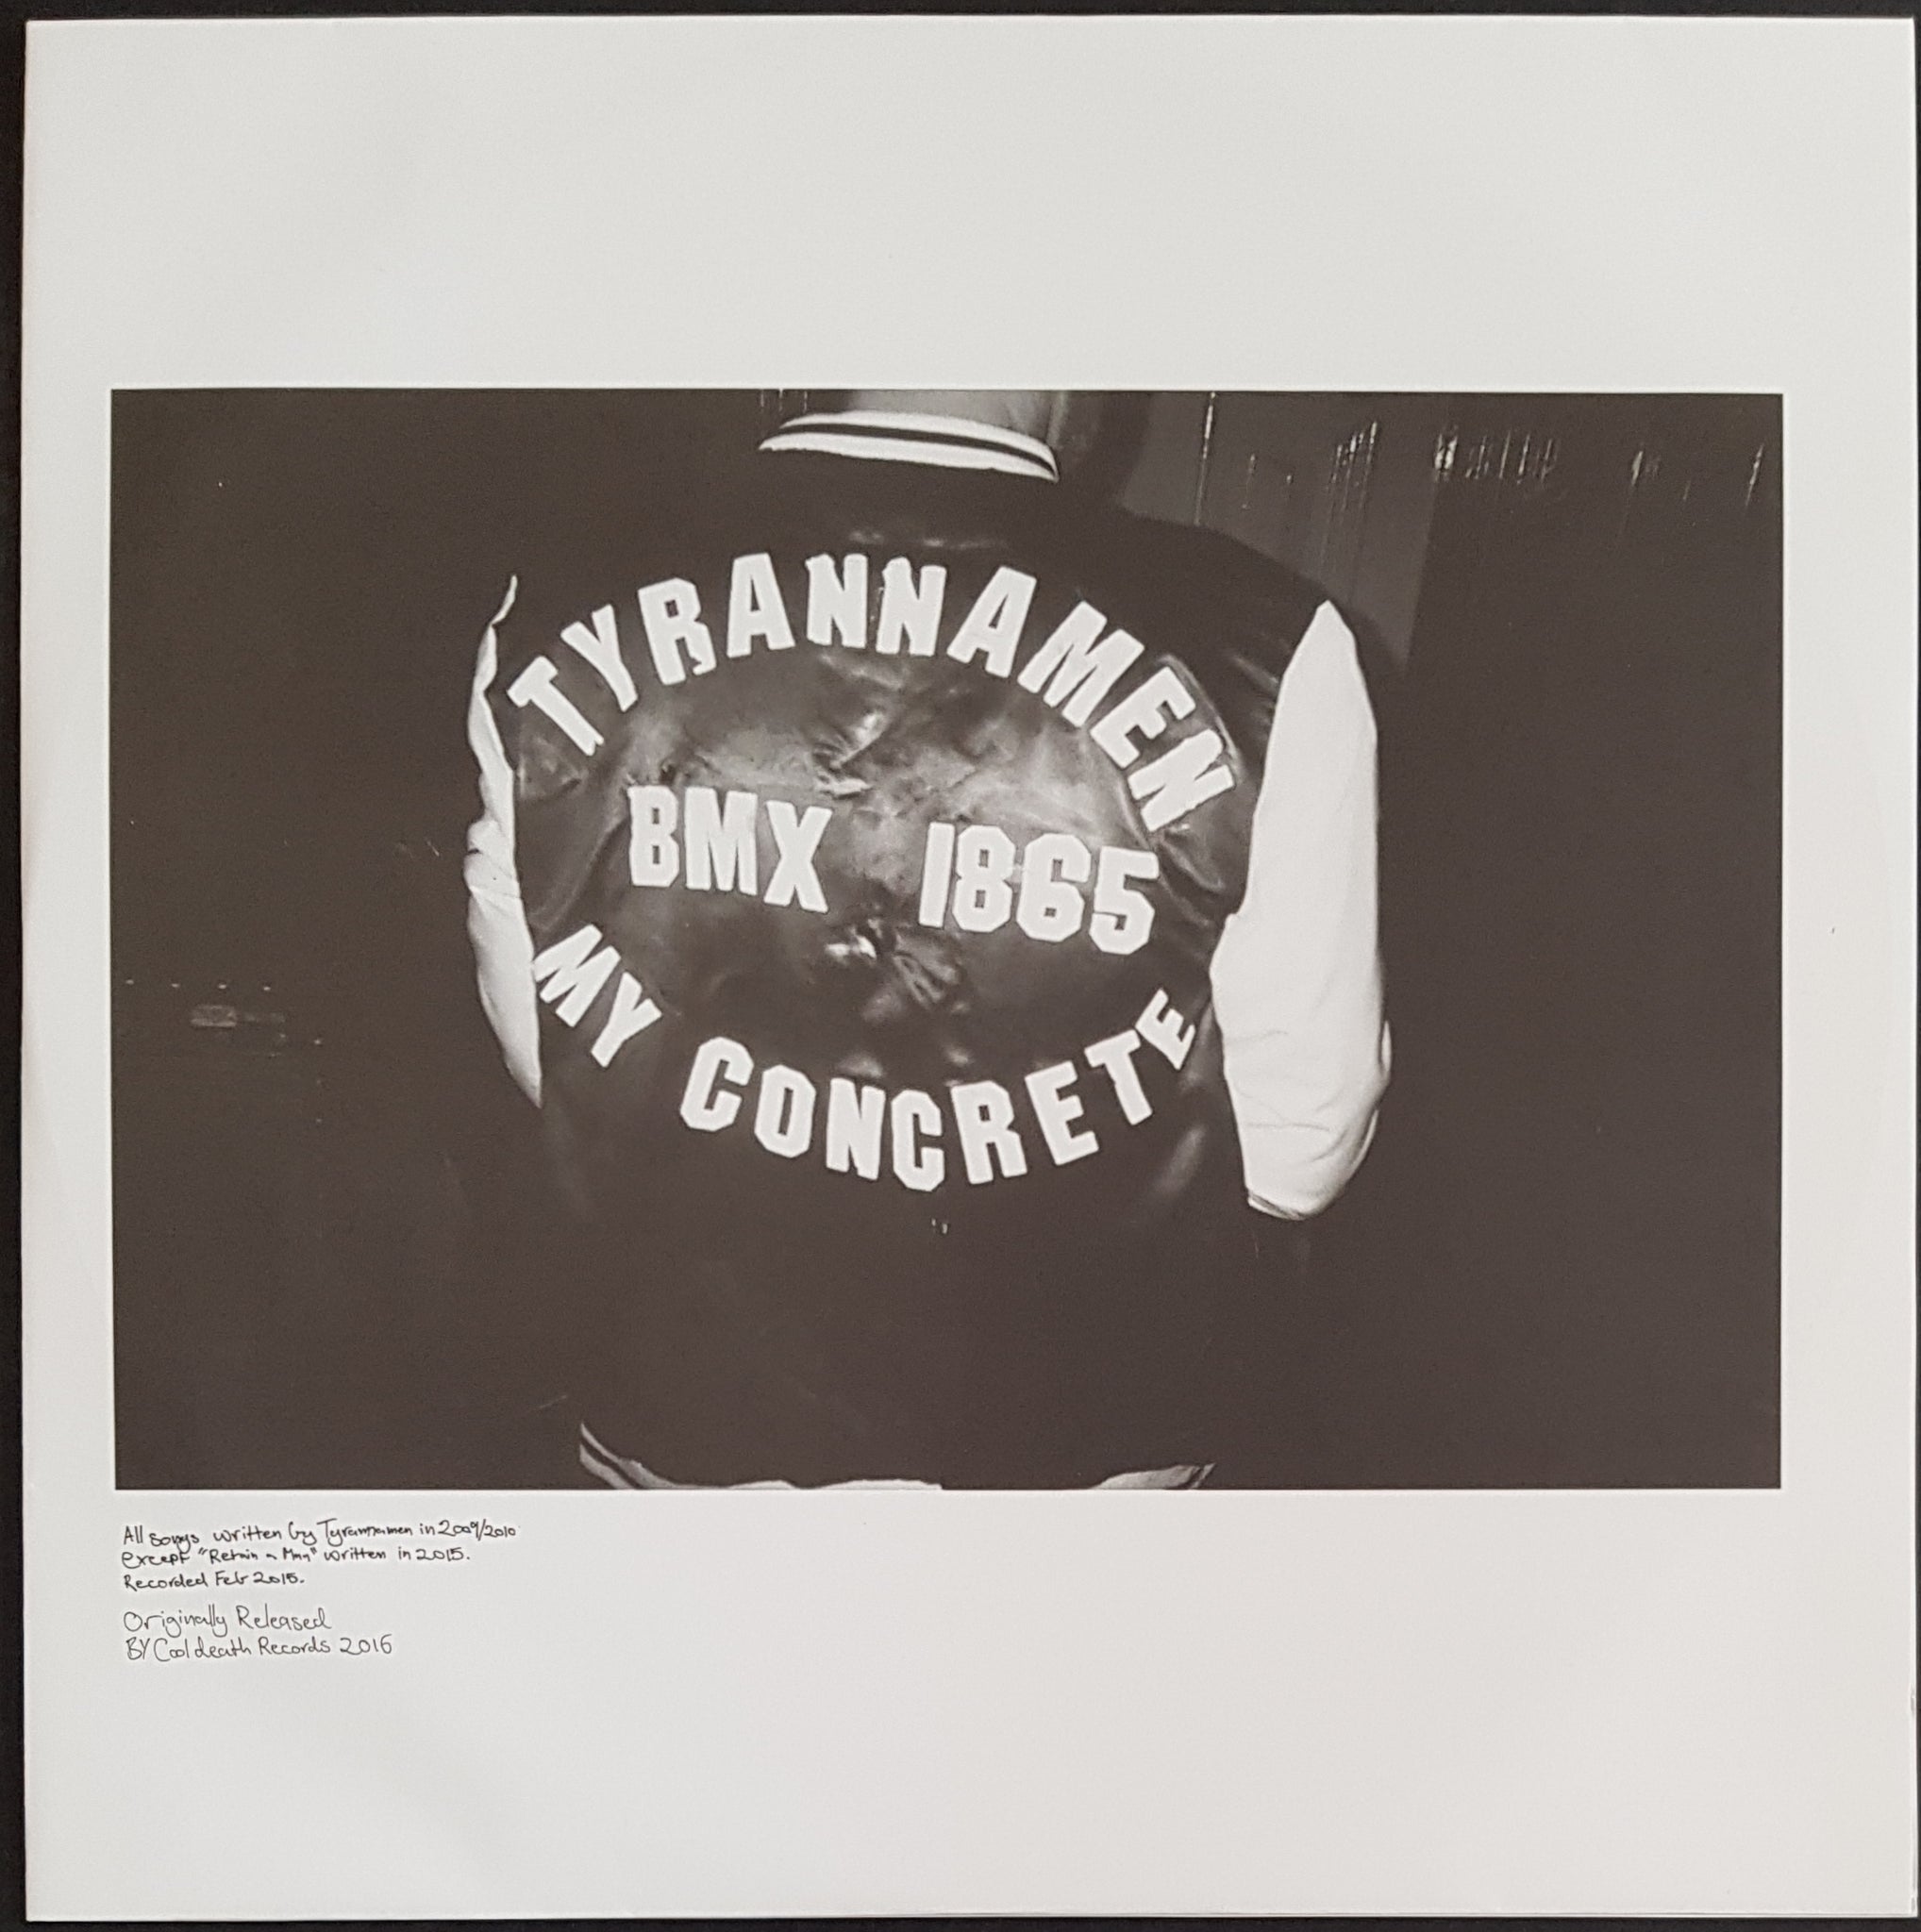 TYRANNAMEN
BMX 1865
MY CONCRETE
All songs written by Tyrannamen in 2009/2010
except "Retain a Man" written in 2015.
Recorded Feb 2015.
Originally Released
BY Cool death Records 2016